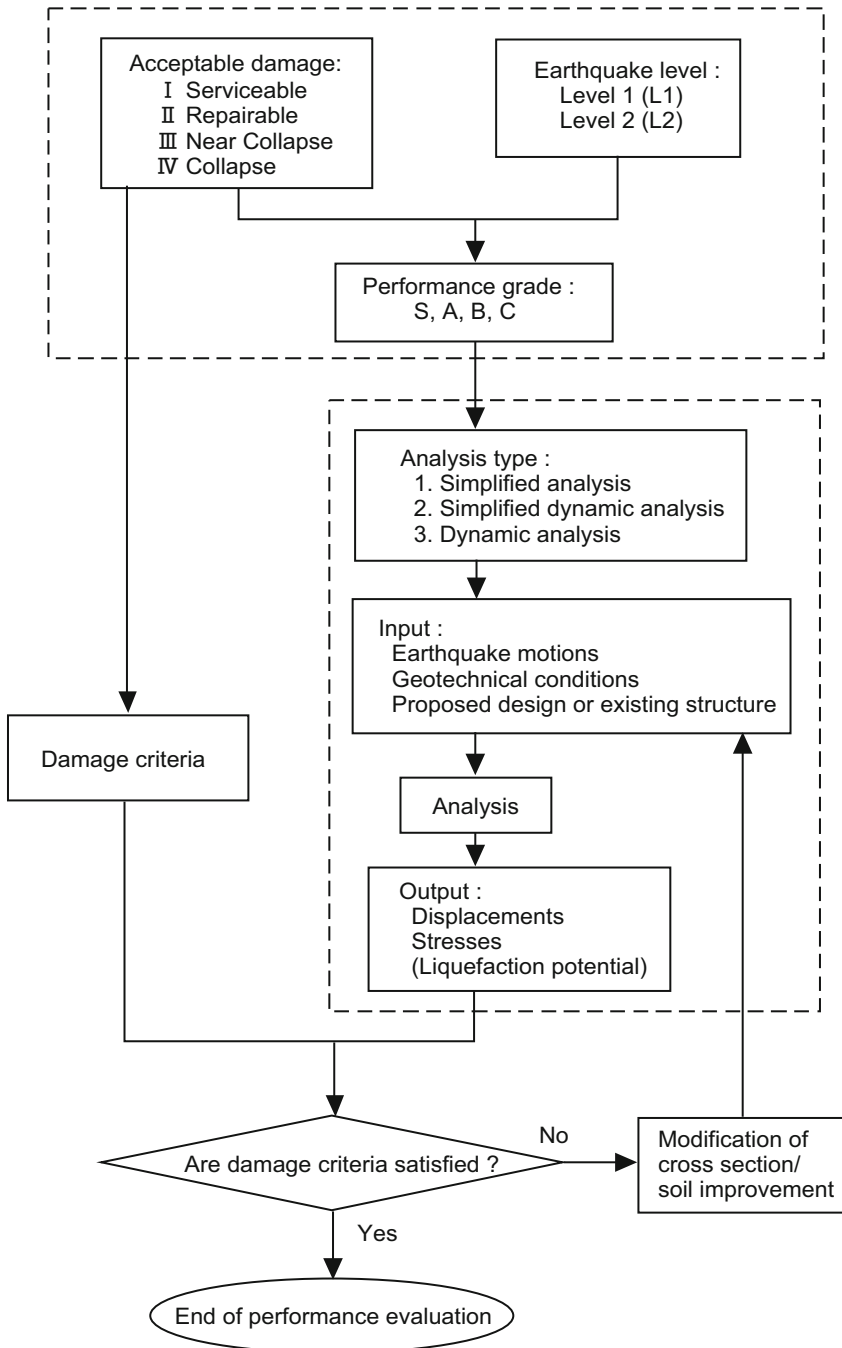 Acceptable damage:
Ⅰ Serviceable
Ⅱ Repairable
Ⅲ Near Collapse
Ⅳ Collapse
Earthquake level :
Level 1 (L1)
Level 2 (L2)
Performance grade :
S, A, B, C
Analysis type :
1. Simplified analysis
2. Simplified dynamic analysis
3. Dynamic analysis
Input :
Earthquake motions
Geotechnical conditions
Proposed design or existing structure
Damage criteria
Analysis
Output :
Displacements
Stresses
(Liquefaction potential)
Are damage criteria satisfied ?
No
Modification of
cross section/
soil improvement
Yes
End of performance evaluation